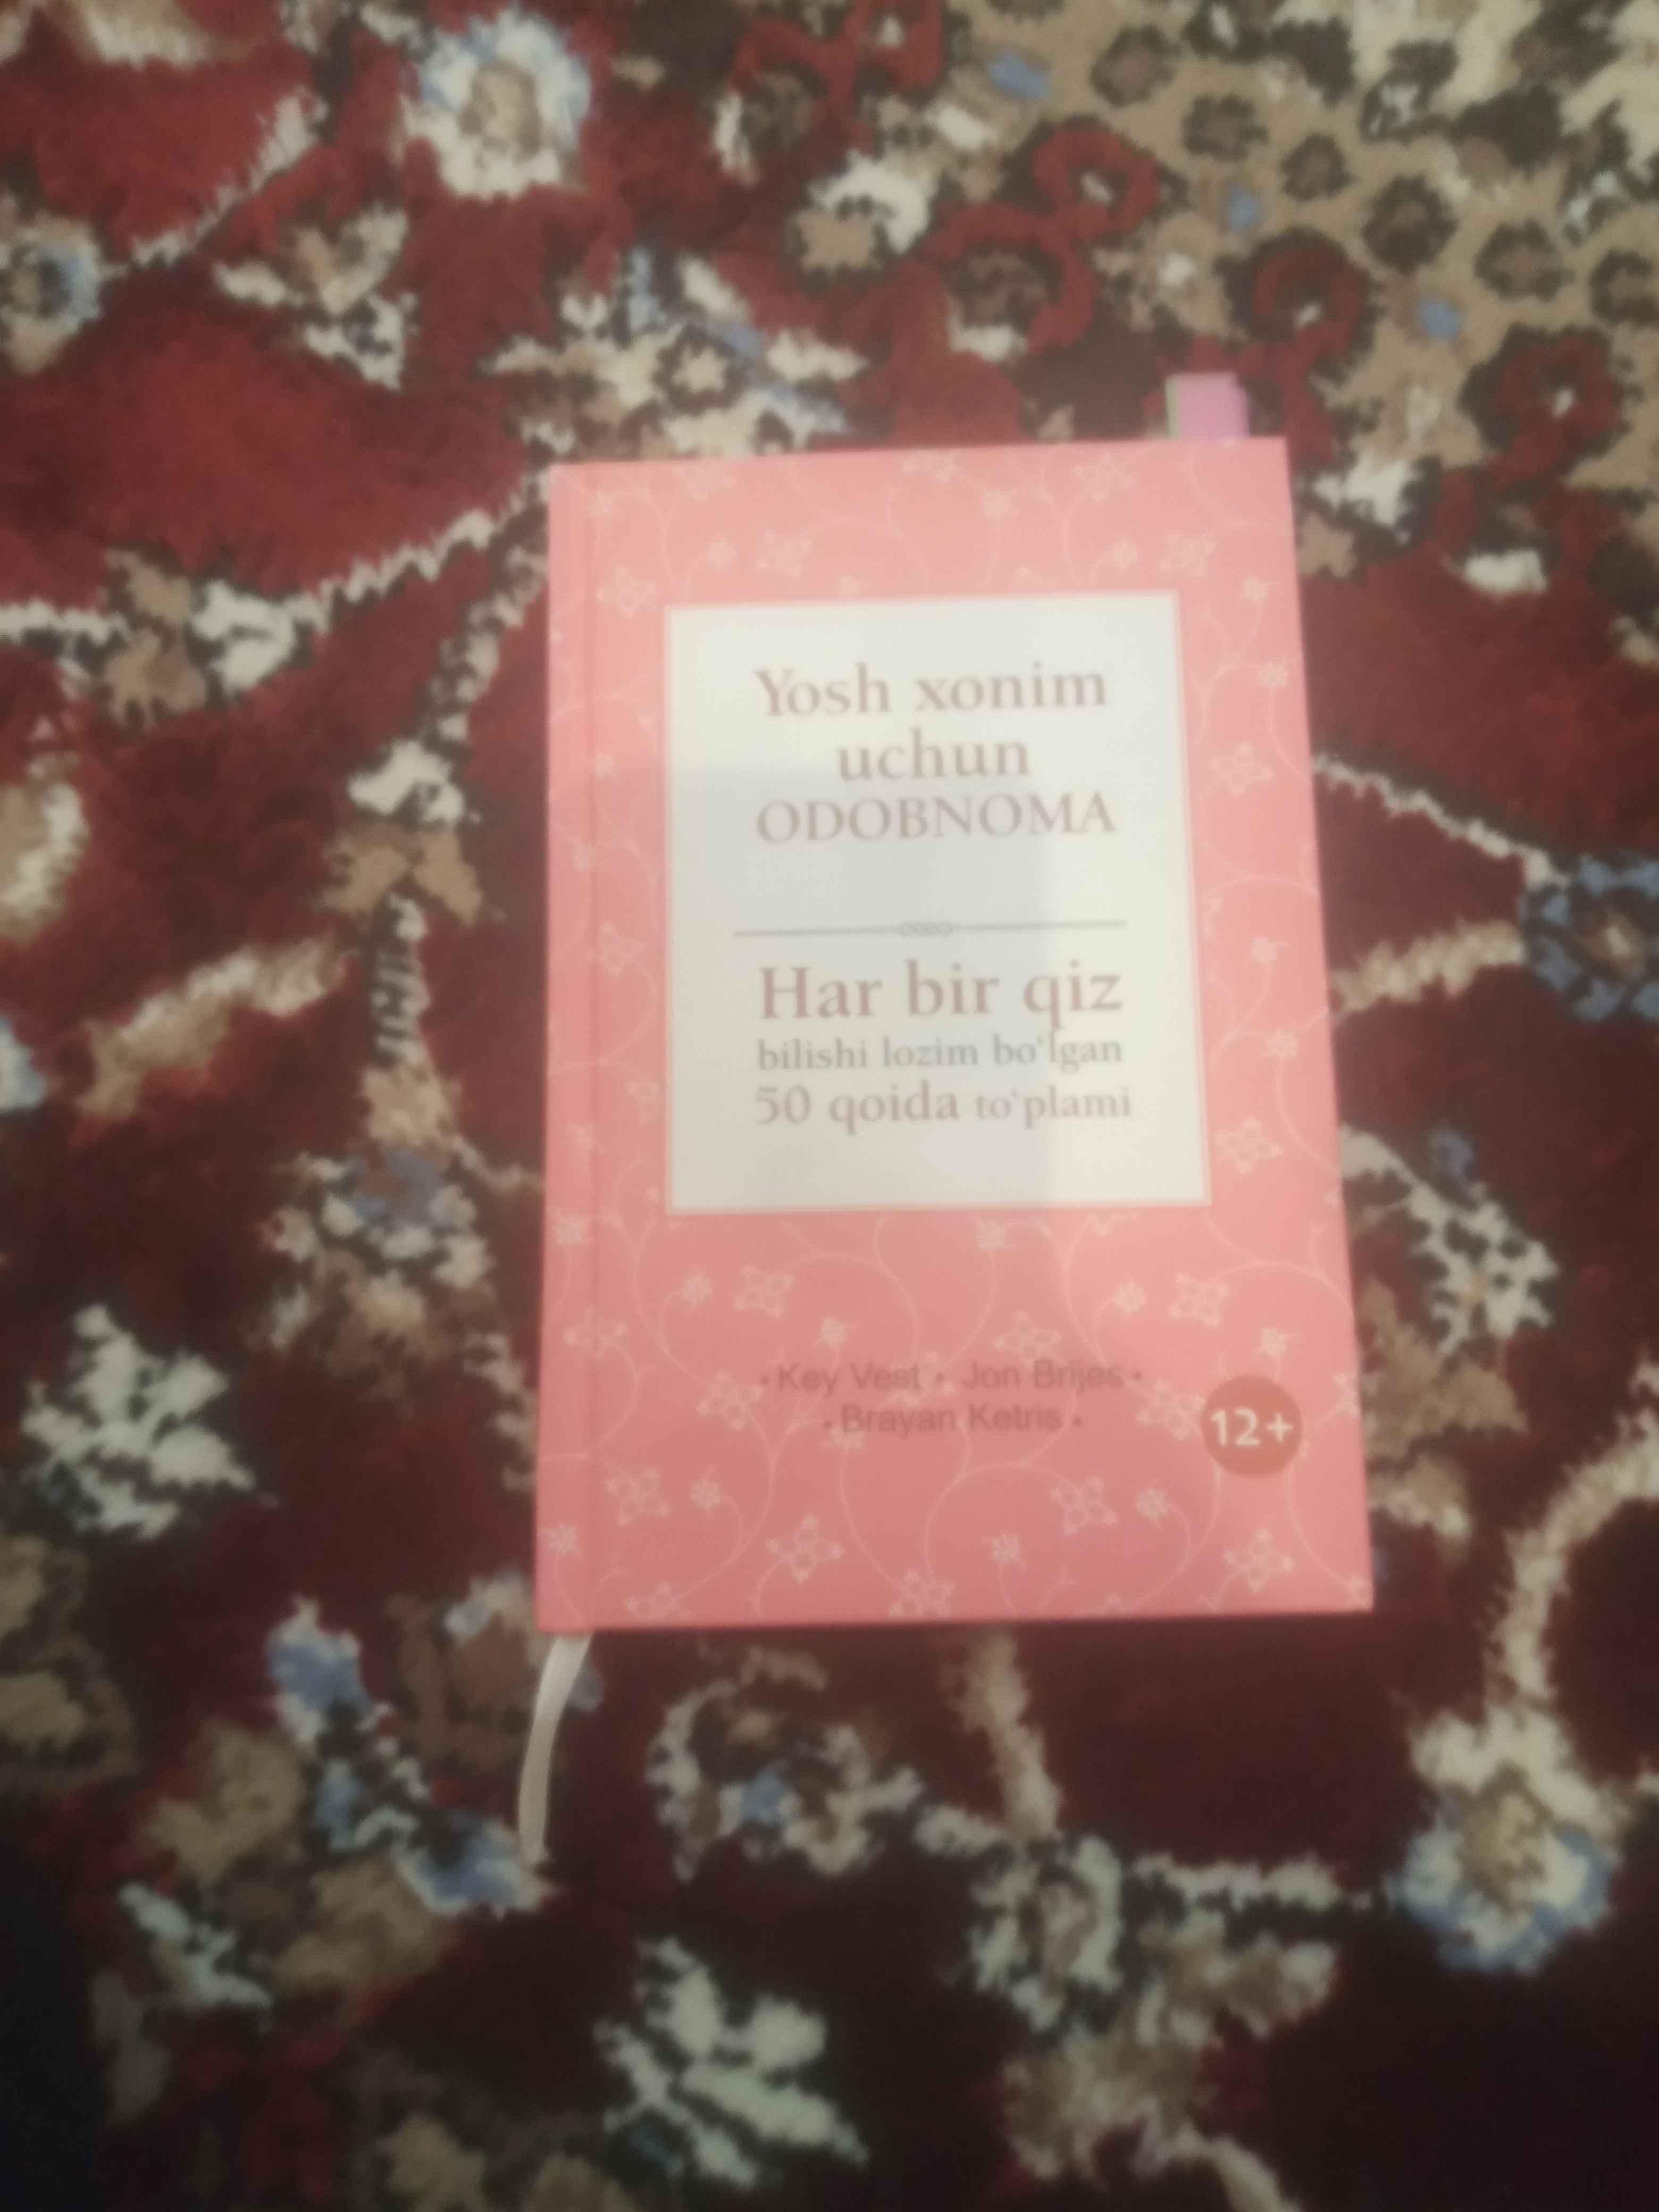 Yosh xonim
uchun
ODOBNOMA
Har bir qiz
bilishi lozim bo‘lgan
50 qoida to‘plami
• Key Vest • Jon Brijes •
• Brayan Ketris •
12+